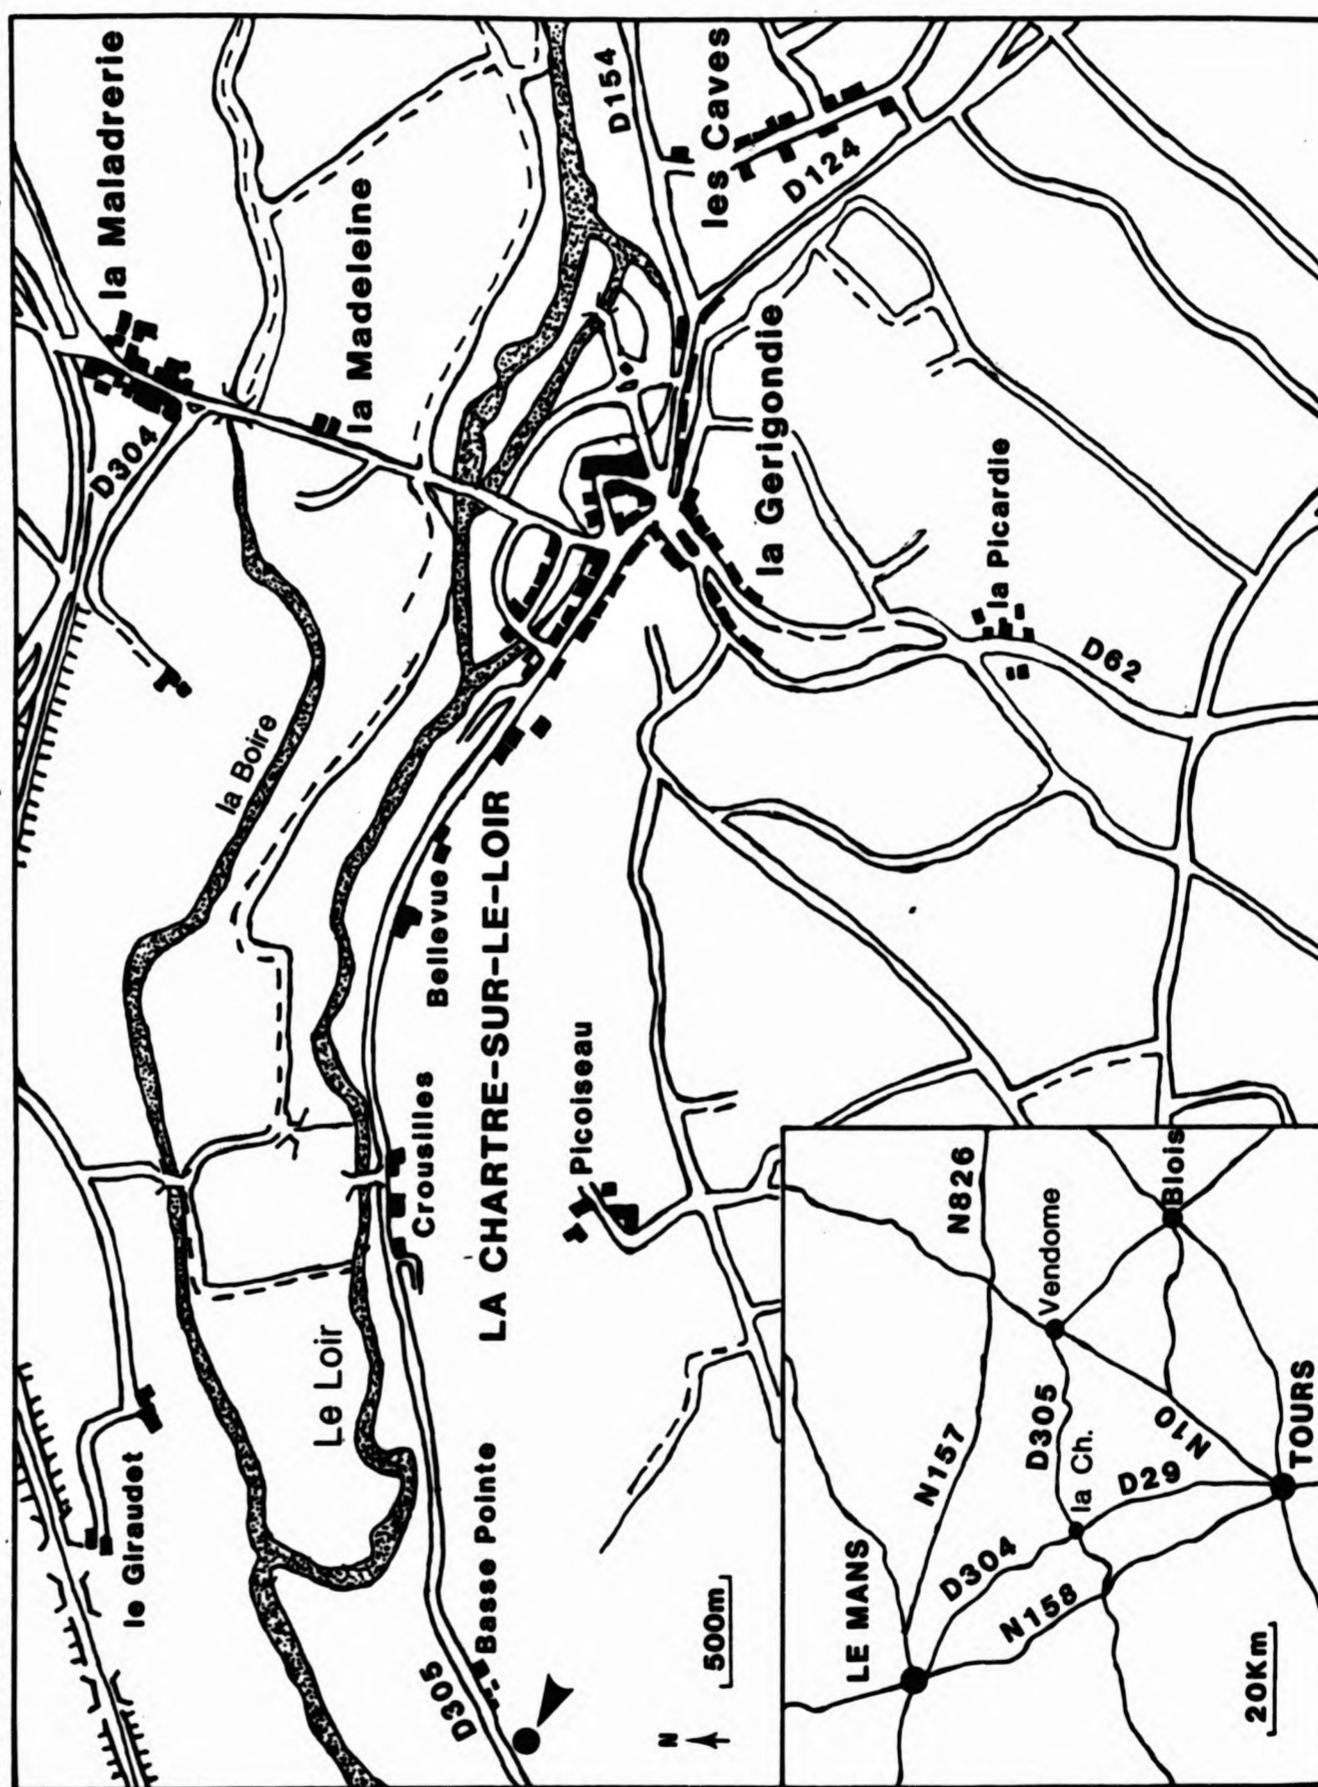 la Maladrerie
D304
la Madeleine
D154
les Caves
D124
la Gerigondie
la Picardie
D62
la Boire
Bellevue
LA CHARTRE-SUR-LE-LOIR
Crousilles
Picoiseau
Le Loir
le Giraudet
Basse Pointe
D305
500m
N
N826
Vendome
Blois
N157
D305
N10
la Ch.
D29
TOURS
LE MANS
D304
N158
20Km